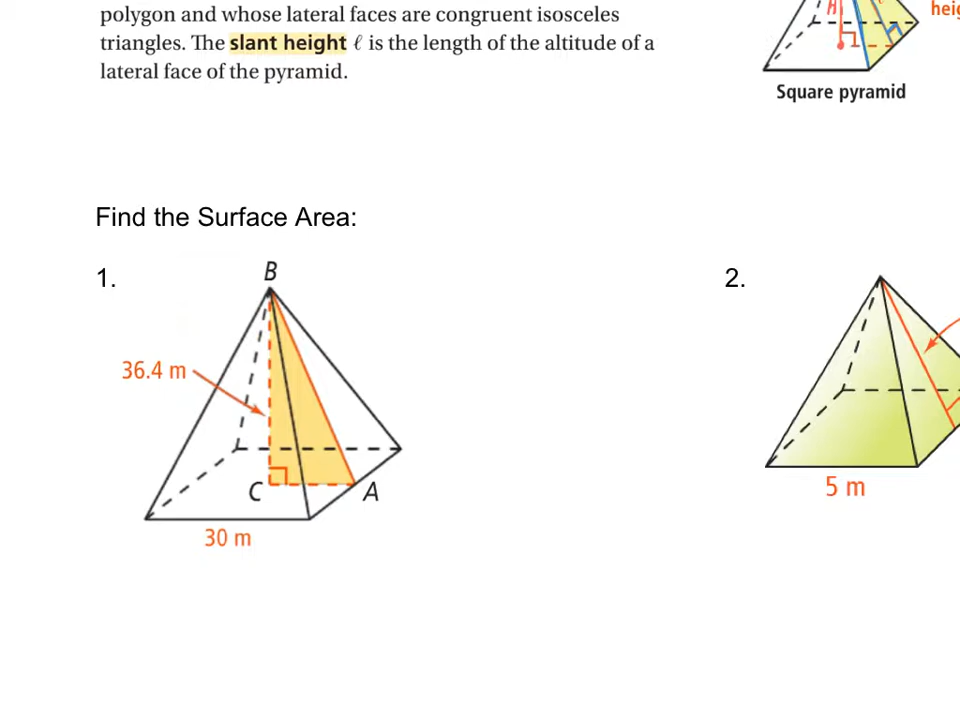 polygon and whose lateral faces are congruent isosceles
triangles. The slant height ℓ is the length of the altitude of a
lateral face of the pyramid.
H
Square pyramid
Find the Surface Area:
1.
B
36.4 m
C
A
30 m
2.
5 m